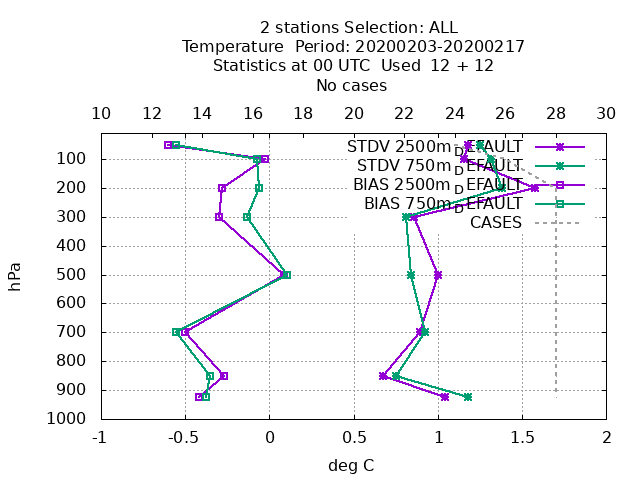 2 stations Selection: ALL
Temperature  Period: 20200203-20200217
Statistics at 00 UTC  Used  12 + 12
No cases
10 12 14 16 18 20 22 24 26 28 30
STDV 2500m_DEFAULT
STDV 750m_DEFAULT
BIAS 2500m_DEFAULT
BIAS 750m_DEFAULT
CASES
100
200
300
400
500
600
700
800
900
1000
hPa
-1 -0.5 0 0.5 1 1.5 2
deg C